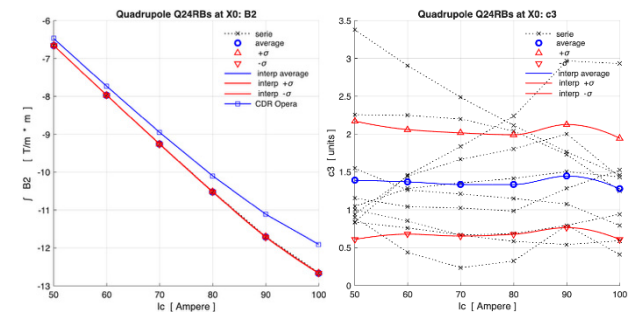 Quadrupole Q24RBs at X0: B2
∫ B2 [ T/m * m ]
-6
-7
-8
-9
-10
-11
-12
-13
serie
average
+σ
-σ
interp average
interp +σ
interp -σ
CDR Opera
50 60 70 80 90 100
Ic [ Ampere ]
Quadrupole Q24RBs at X0: c3
c3 [ units ]
3.5
3
2.5
2
1.5
1
0.5
0
serie
average
+σ
-σ
interp average
interp +σ
interp -σ
50 60 70 80 90 100
Ic [ Ampere ]